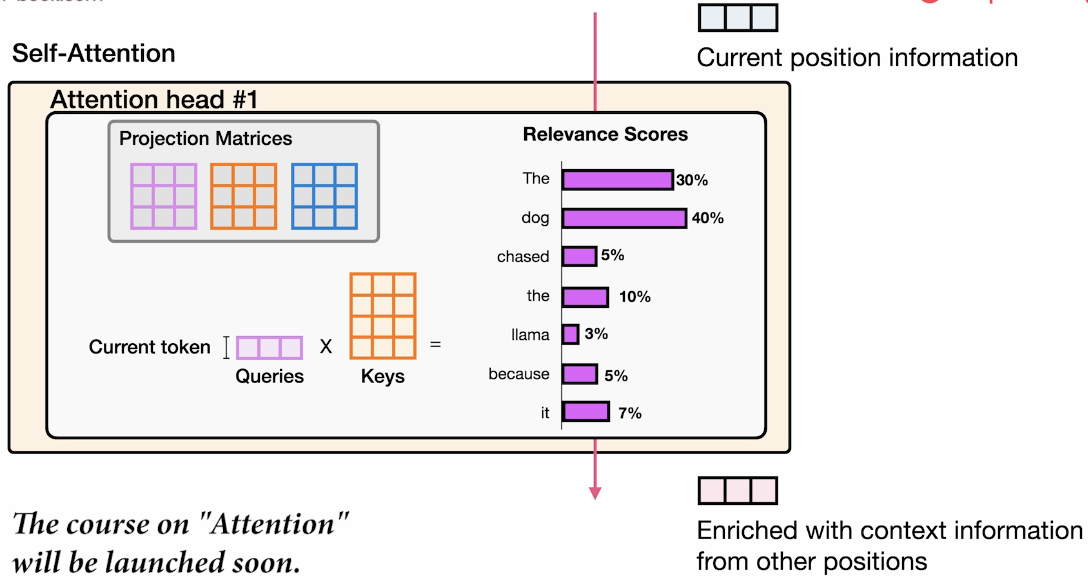 Self-Attention
Current position information
Attention head #1
Projection Matrices
Relevance Scores
The 30%
dog 40%
chased 5%
the 10%
llama 3%
because 5%
it 7%
Current token
X
=
Queries
Keys
The course on "Attention"
will be launched soon.
Enriched with context information
from other positions